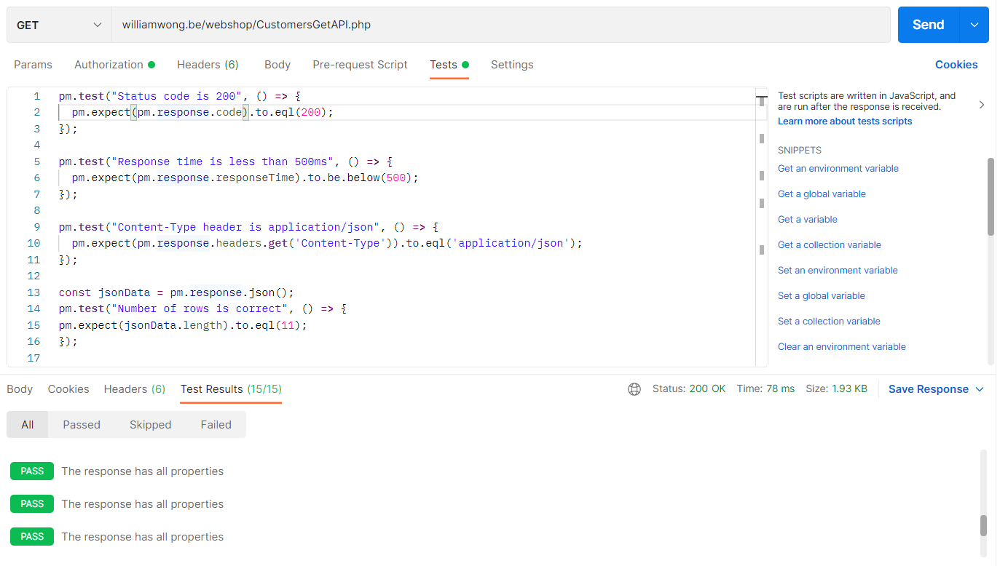 GET williamwong.be/webshop/CustomersGetAPI.php Send
Params Authorization Headers (6) Body Pre-request Script Tests Settings Cookies
1 pm.test("Status code is 200", () => {
2 pm.expect(pm.response.code).to.eql(200);
3 });
4
5 pm.test("Response time is less than 500ms", () => {
6 pm.expect(pm.response.responseTime).to.be.below(500);
7 });
8
9 pm.test("Content-Type header is application/json", () => {
10 pm.expect(pm.response.headers.get('Content-Type')).to.eql('application/json');
11 });
12
13 const jsonData = pm.response.json();
14 pm.test("Number of rows is correct", () => {
15 pm.expect(jsonData.length).to.eql(11);
16 });
17
Test scripts are written in JavaScript, and
are run after the response is received.
Learn more about tests scripts
SNIPPETS
Get an environment variable
Get a global variable
Get a variable
Get a collection variable
Set an environment variable
Set a global variable
Set a collection variable
Clear an environment variable
Body Cookies Headers (6) Test Results (15/15) Status: 200 OK Time: 78 ms Size: 1.93 KB Save Response
All Passed Skipped Failed
PASS The response has all properties
PASS The response has all properties
PASS The response has all properties